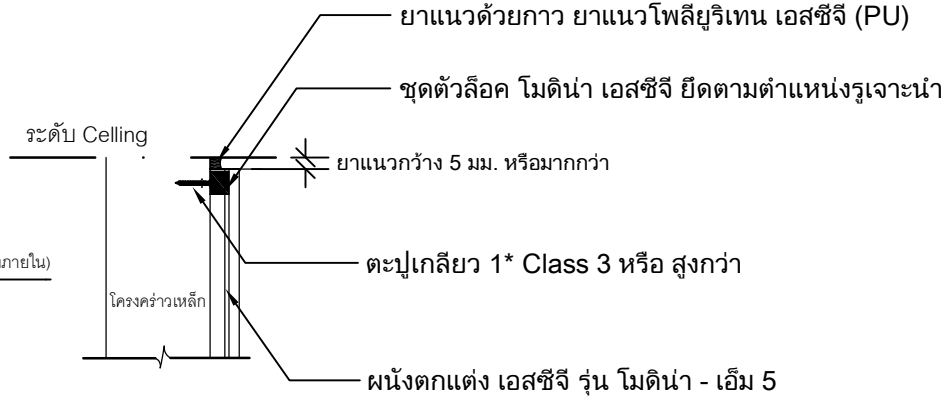 ยาแนวด้วยกาว ยาแนวโพลียูริเทน เอสซีจี (PU)
ชุดตัวล็อค โมดิน่า เอสซีจี ยึดตามตำแหน่งรูเจาะนำ
ระดับ Celling
ยาแนวกว้าง 5 มม. หรือมากกว่า
ภายใน)
ตะปูเกลียว 1* Class 3 หรือ สูงกว่า
โครงคร่าวเหล็ก
ผนังตกแต่ง เอสซีจี รุ่น โมดิน่า - เอ็ม 5